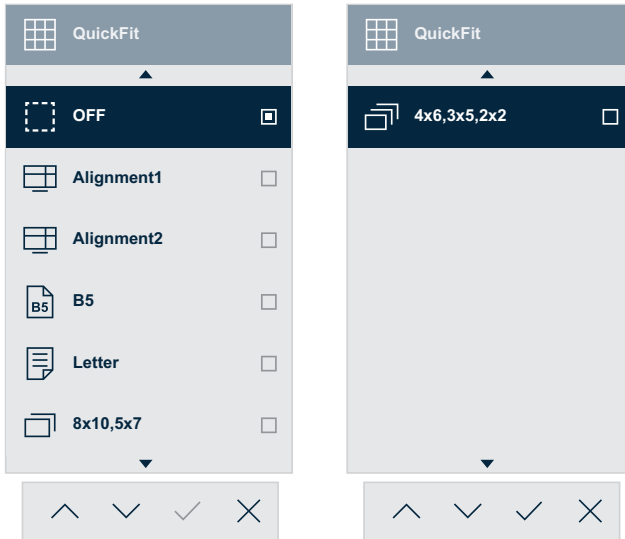 QuickFit
OFF
Alignment1
Alignment2
B5
B5
Letter
8x10,5x7
QuickFit
4x6,3x5,2x2